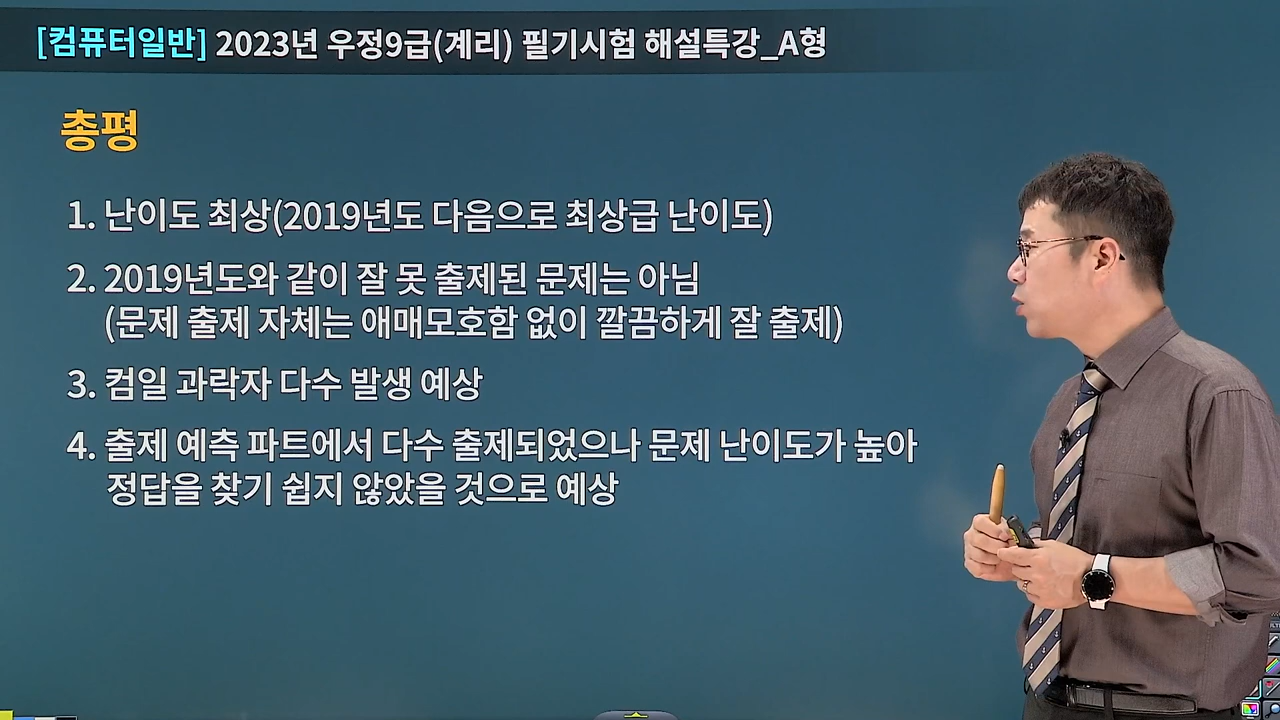 [컴퓨터일반] 2023년 우정9급(계리) 필기시험 해설특강_A형
총평
1. 난이도 최상(2019년도 다음으로 최상급 난이도)
2. 2019년도와 같이 잘 못 출제된 문제는 아님
(문제 출제 자체는 애매모호함 없이 깔끔하게 잘 출제)
3. 컴일 과락자 다수 발생 예상
4. 출제 예측 파트에서 다수 출제되었으나 문제 난이도가 높아
정답을 찾기 쉽지 않았을 것으로 예상